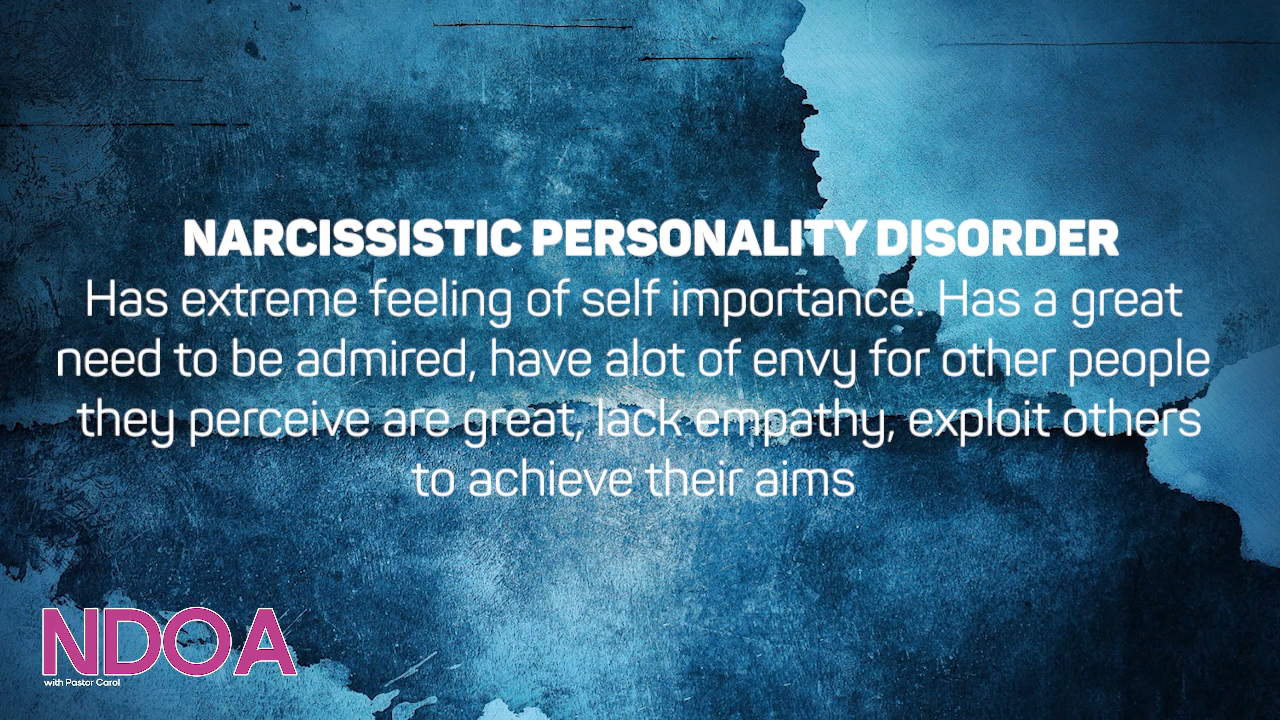 NARCISSISTIC PERSONALITY DISORDER
Has extreme feeling of self importance. Has a great
need to be admired, have alot of envy for other people
they perceive are great, lack empathy, exploit others
to achieve their aims
NDOA
with Pastor Carol